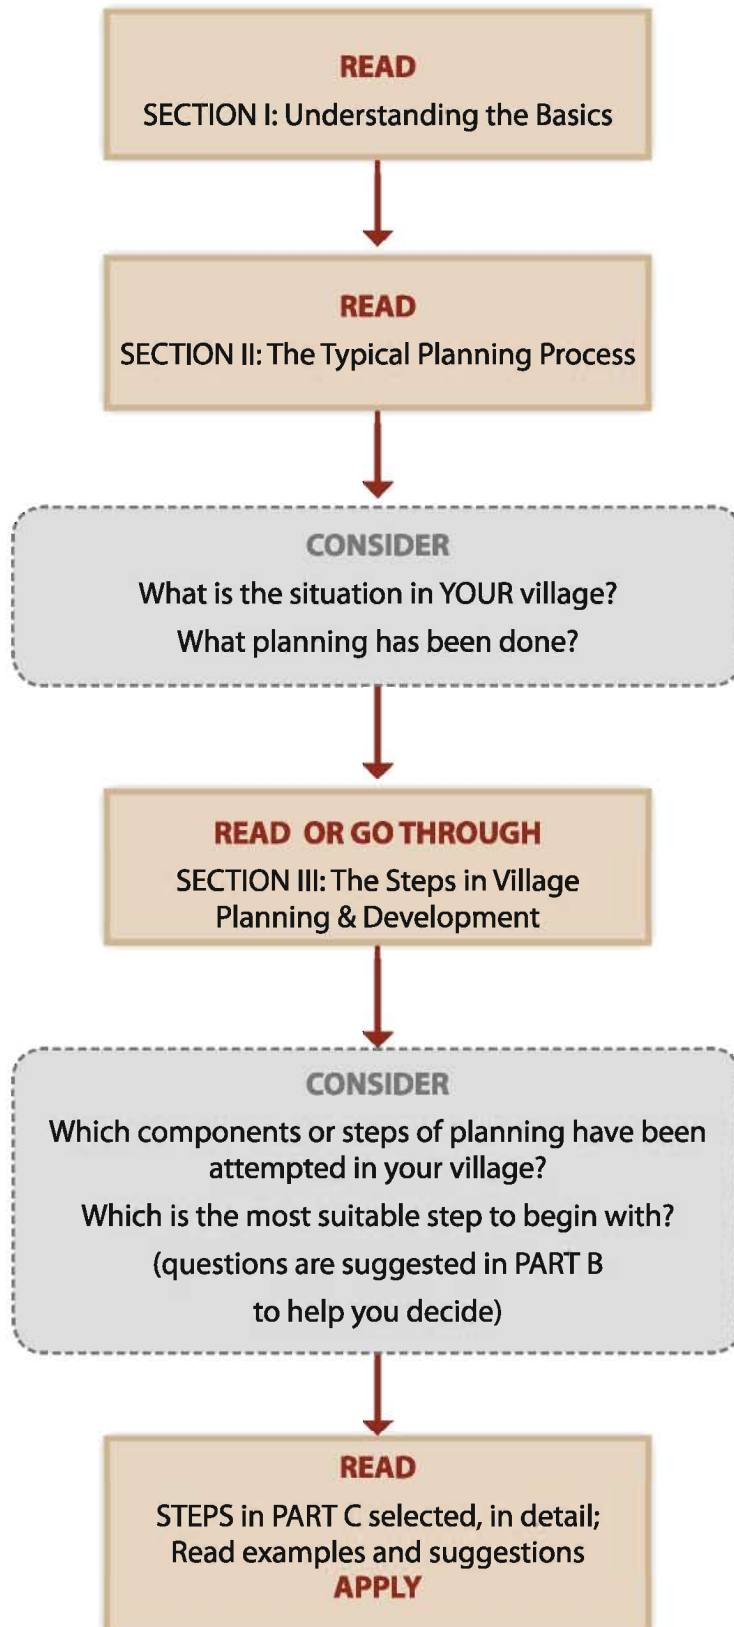 READ
SECTION I: Understanding the Basics
READ
SECTION II: The Typical Planning Process
CONSIDER
What is the situation in YOUR village?
What planning has been done?
READ OR GO THROUGH
SECTION III: The Steps in Village
Planning & Development
CONSIDER
Which components or steps of planning have been
attempted in your village?
Which is the most suitable step to begin with?
(questions are suggested in PART B
to help you decide)
READ
STEPS in PART C selected, in detail;
Read examples and suggestions
APPLY